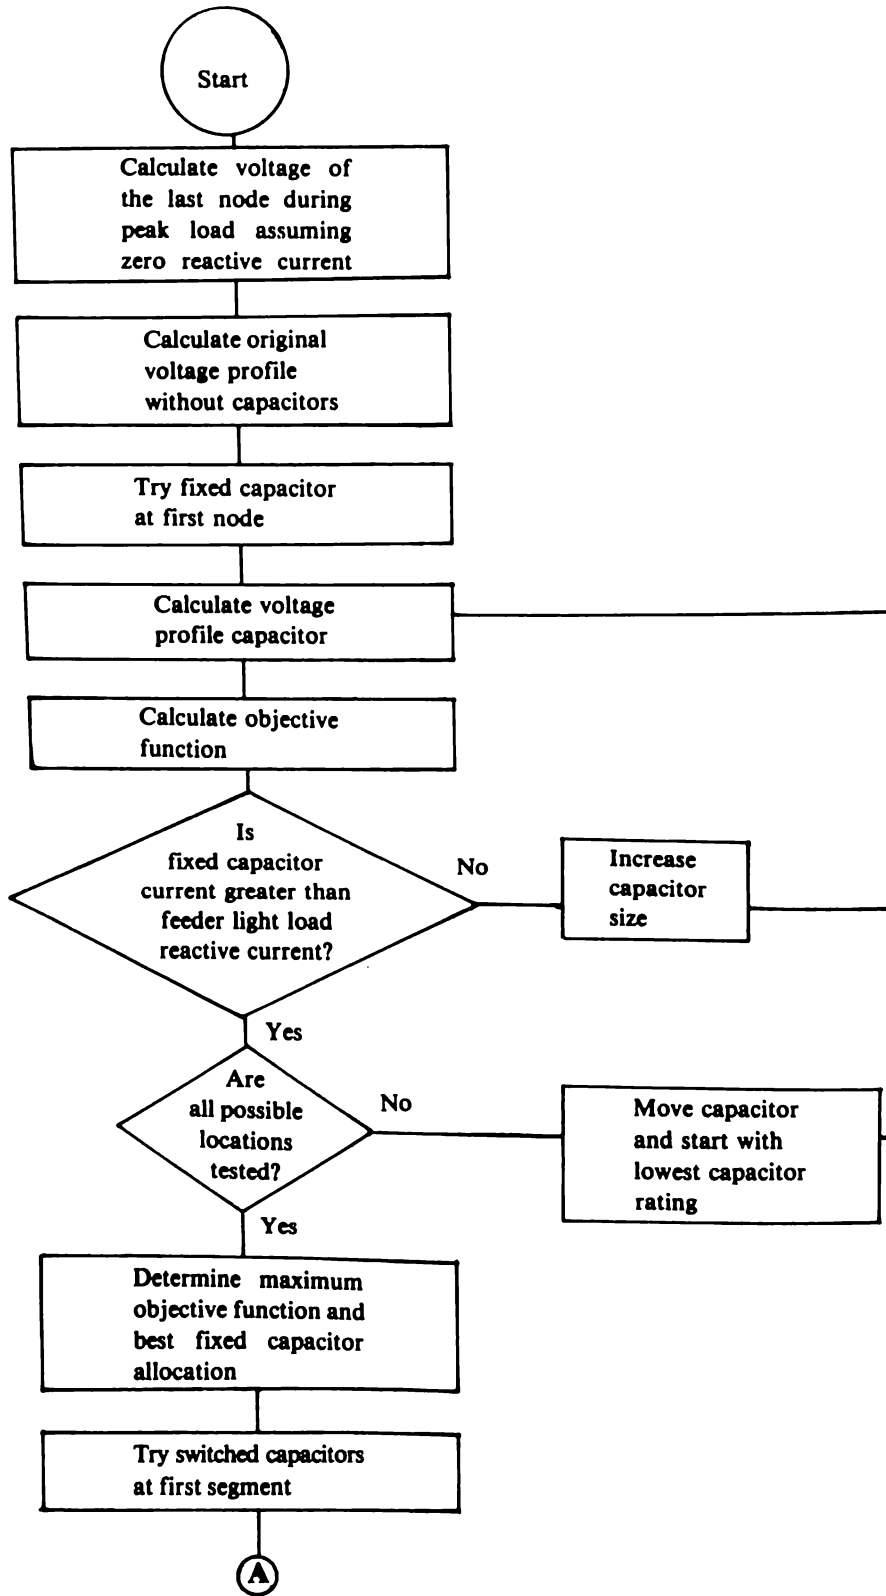 Start
Calculate voltage of
the last node during
peak load assuming
zero reactive current
Calculate original
voltage profile
without capacitors
Try fixed capacitor
at first node
Calculate voltage
profile capacitor
Calculate objective
function
Is
fixed capacitor
current greater than
feeder light load
reactive current?
No
Increase
capacitor
size
Yes
Are
all possible
locations
tested?
No
Move capacitor
and start with
lowest capacitor
rating
Yes
Determine maximum
objective function and
best fixed capacitor
allocation
Try switched capacitors
at first segment
A